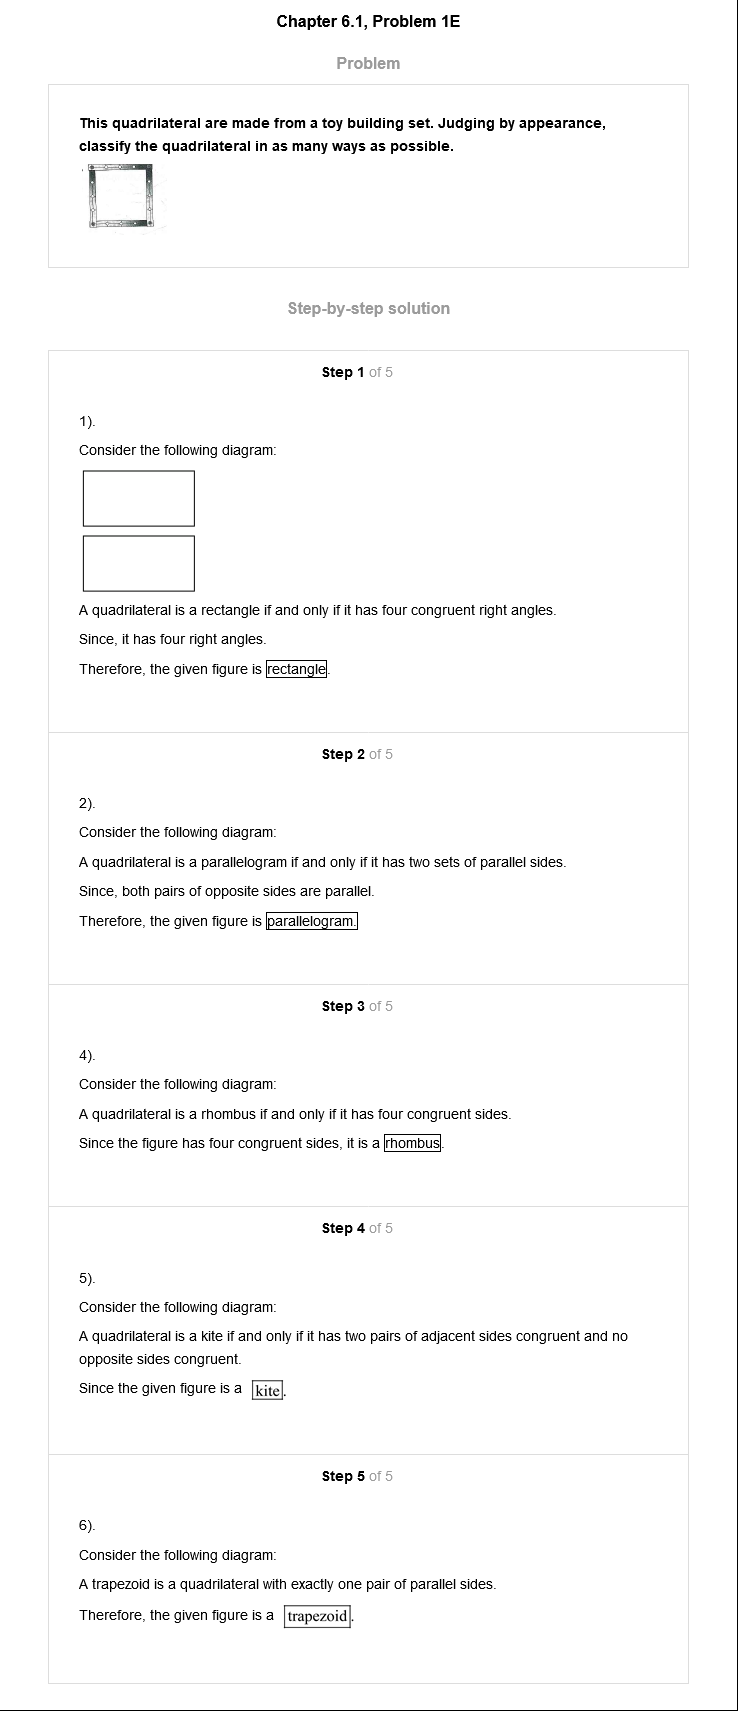 Chapter 6.1, Problem 1E
Problem
This quadrilateral are made from a toy building set. Judging by appearance,
classify the quadrilateral in as many ways as possible.
Step-by-step solution
Step 1 of 5
1).
Consider the following diagram:
A quadrilateral is a rectangle if and only if it has four congruent right angles.
Since, it has four right angles.
Therefore, the given figure is rectangle.
Step 2 of 5
2).
Consider the following diagram:
A quadrilateral is a parallelogram if and only if it has two sets of parallel sides.
Since, both pairs of opposite sides are parallel.
Therefore, the given figure is parallelogram.
Step 3 of 5
4).
Consider the following diagram:
A quadrilateral is a rhombus if and only if it has four congruent sides.
Since the figure has four congruent sides, it is a rhombus.
Step 4 of 5
5).
Consider the following diagram:
A quadrilateral is a kite if and only if it has two pairs of adjacent sides congruent and no
opposite sides congruent.
Since the given figure is a kite.
Step 5 of 5
6).
Consider the following diagram:
A trapezoid is a quadrilateral with exactly one pair of parallel sides.
Therefore, the given figure is a trapezoid.